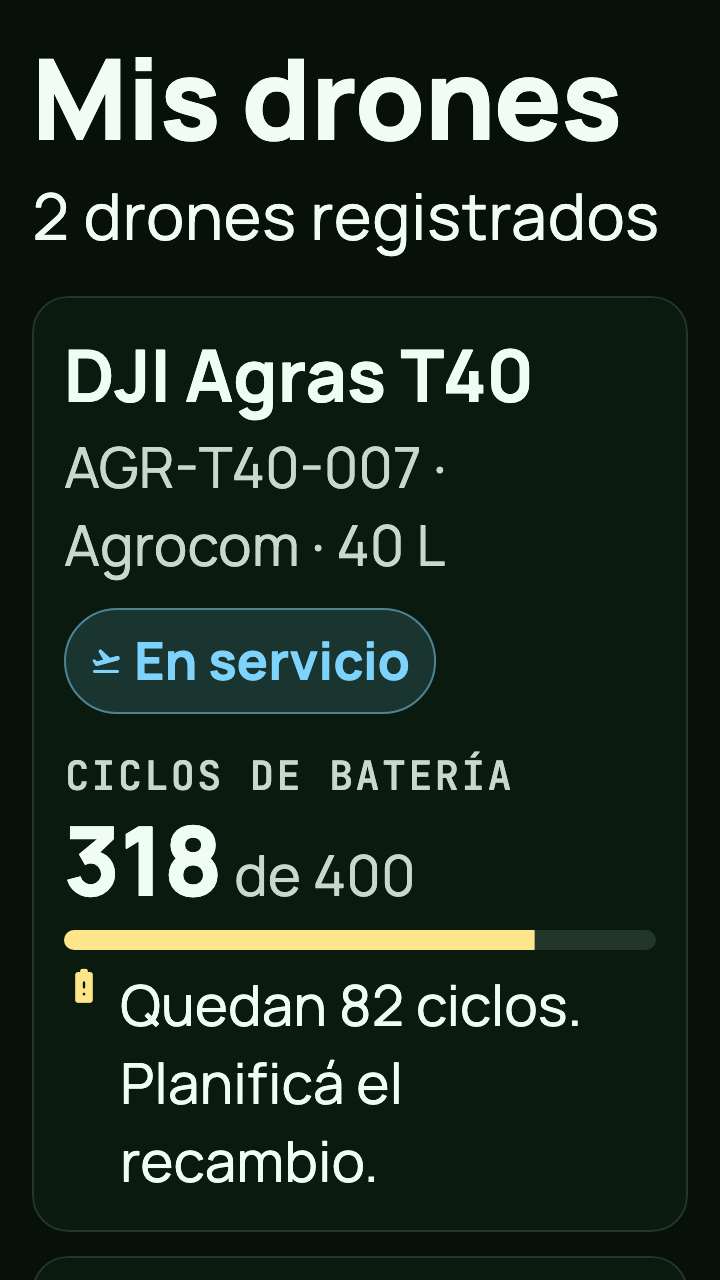 Mis drones
2 drones registrados
DJI Agras T40
AGR-T40-007 ·
Agrocom · 40 L
En servicio
CICLOS DE BATERÍA
318 de 400
Quedan 82 ciclos.
Planificá el
recambio.